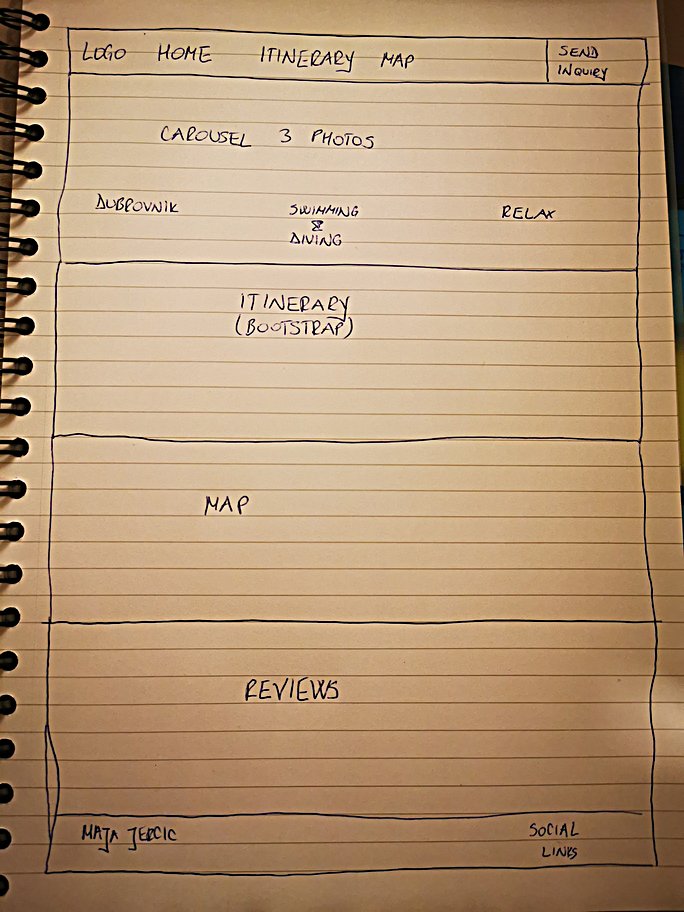 LOGO HOME ITINERARY MAP
SEND
INQUIRY
CAROUSEL 3 PHOTOS
DUBROVNIK
SWIMMING
&
DIVING
RELAX
ITINERARY
(BOOTSTRAP)
MAP
REVIEWS
MAJA JERCIC
SOCIAL
LINKS